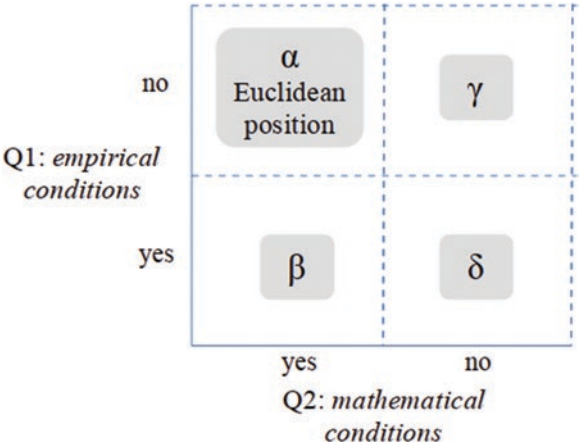 α
Euclidean
position
γ
no
Q1: empirical
conditions
yes
β
δ
yes
no
Q2: mathematical
conditions